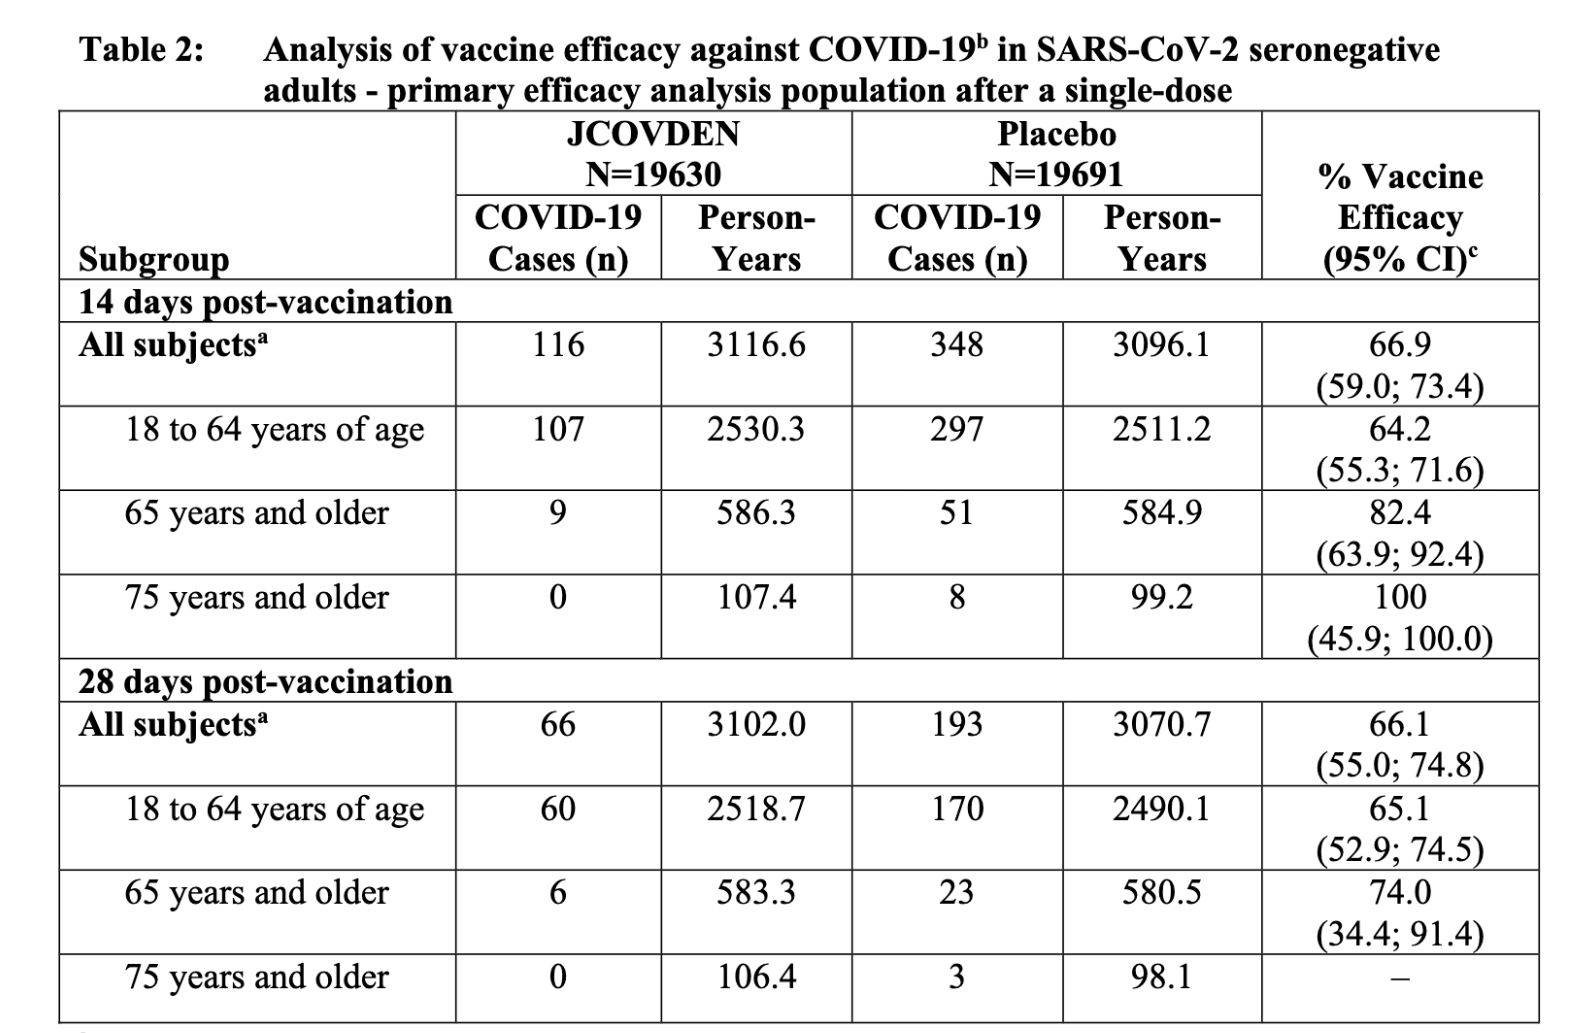 Table 2: Analysis of vaccine efficacy against COVID-19ᵇ in SARS-CoV-2 seronegative
adults - primary efficacy analysis population after a single-dose
JCOVDEN Placebo
N=19630 N=19691 % Vaccine
COVID-19 Person- COVID-19 Person- Efficacy
Subgroup Cases (n) Years Cases (n) Years (95% CI)ᶜ
14 days post-vaccination
All subjectsᵃ 116 3116.6 348 3096.1 66.9
(59.0; 73.4)
18 to 64 years of age 107 2530.3 297 2511.2 64.2
(55.3; 71.6)
65 years and older 9 586.3 51 584.9 82.4
(63.9; 92.4)
75 years and older 0 107.4 8 99.2 100
(45.9; 100.0)
28 days post-vaccination
All subjectsᵃ 66 3102.0 193 3070.7 66.1
(55.0; 74.8)
18 to 64 years of age 60 2518.7 170 2490.1 65.1
(52.9; 74.5)
65 years and older 6 583.3 23 580.5 74.0
(34.4; 91.4)
75 years and older 0 106.4 3 98.1 –